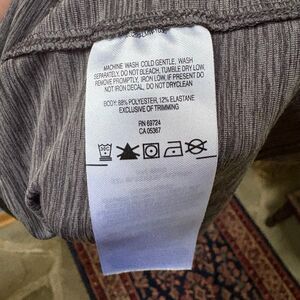 MACHINE WASH COLD GENTLE, WASH
SEPARATELY, DO NOT BLEACH, TUMBLE DRY LOW,
REMOVE PROMPTLY, IRON LOW, IF PRESENT DO
NOT IRON DECAL, DO NOT DRYCLEAN
BODY: 88% POLYESTER, 12% ELASTANE
EXCLUSIVE OF TRIMMING
RN 69724
CA 05367